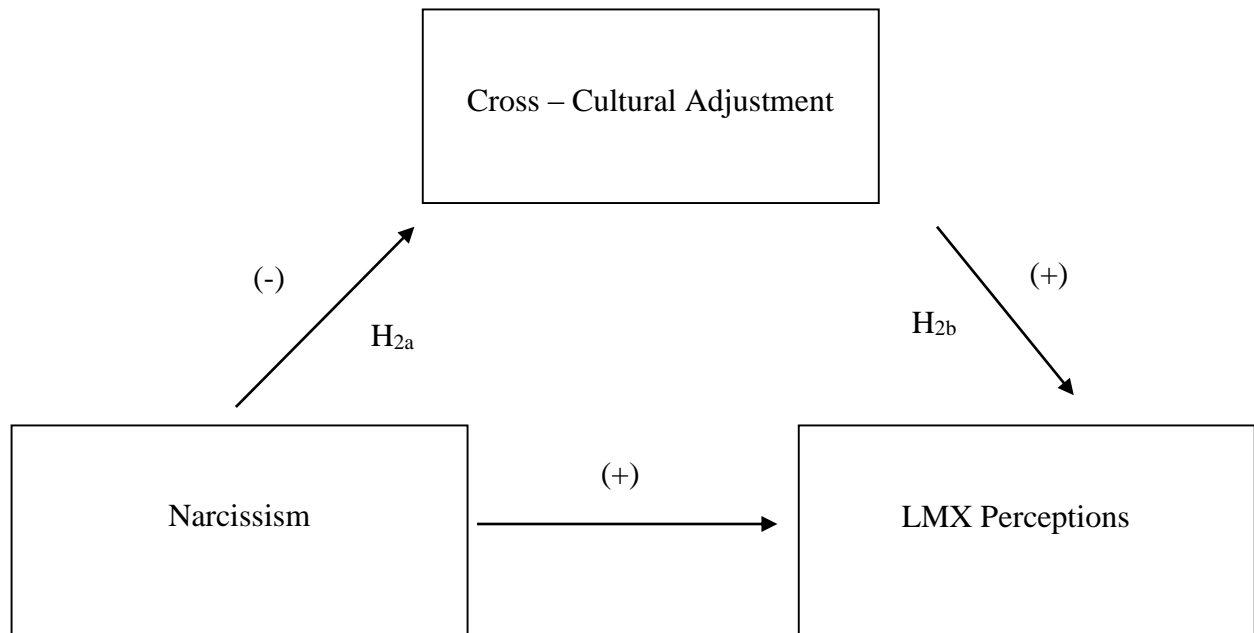 Cross – Cultural Adjustment
(-)
(+)
H2a
H2b
(+)
Narcissism
LMX Perceptions